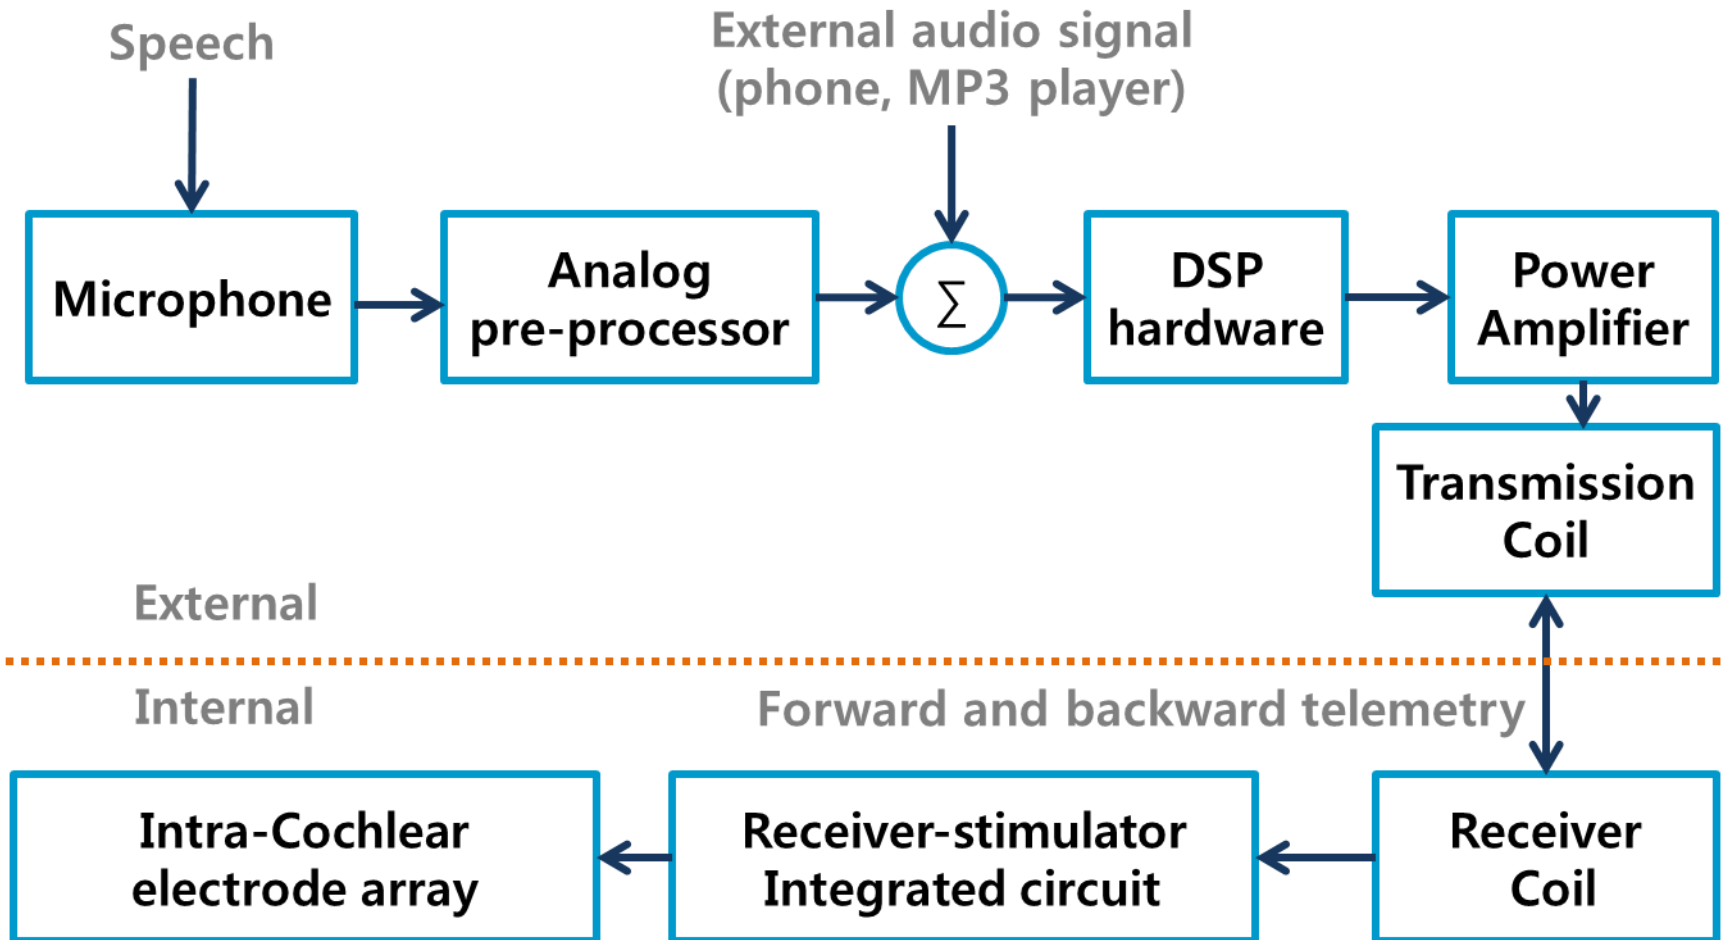 Speech
External audio signal
(phone, MP3 player)
Microphone
Analog
pre-processor
∑
DSP
hardware
Power
Amplifier
Transmission
Coil
External
Internal
Forward and backward telemetry
Intra-Cochlear
electrode array
Receiver-stimulator
Integrated circuit
Receiver
Coil